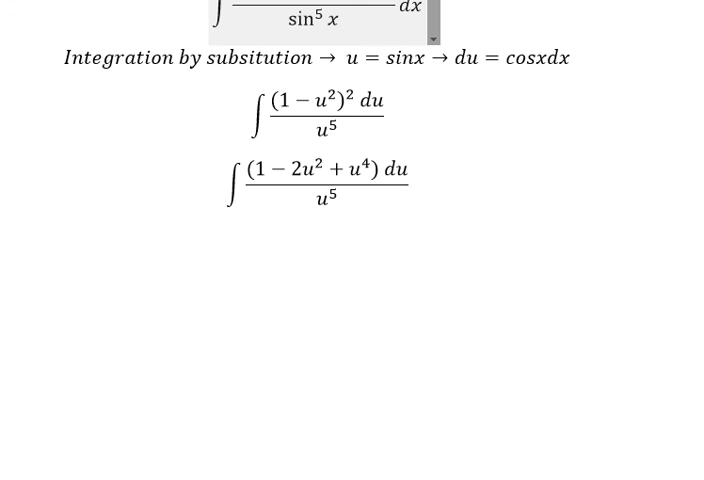 ∫ ─── dx
sin⁵ x
Integration by subsitution → u = sinx → du = cosxdx
∫ (1 − u²)² du
u⁵
∫ (1 − 2u² + u⁴) du
u⁵